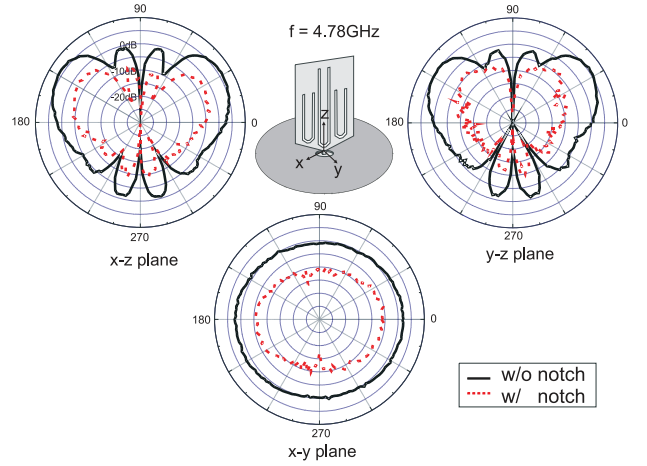 90
90
f = 4.78GHz
0dB
-10dB
-20dB
180
0
180
0
z
x
y
270
270
x-z plane
y-z plane
90
180
0
270
x-y plane
w/o notch
w/ notch